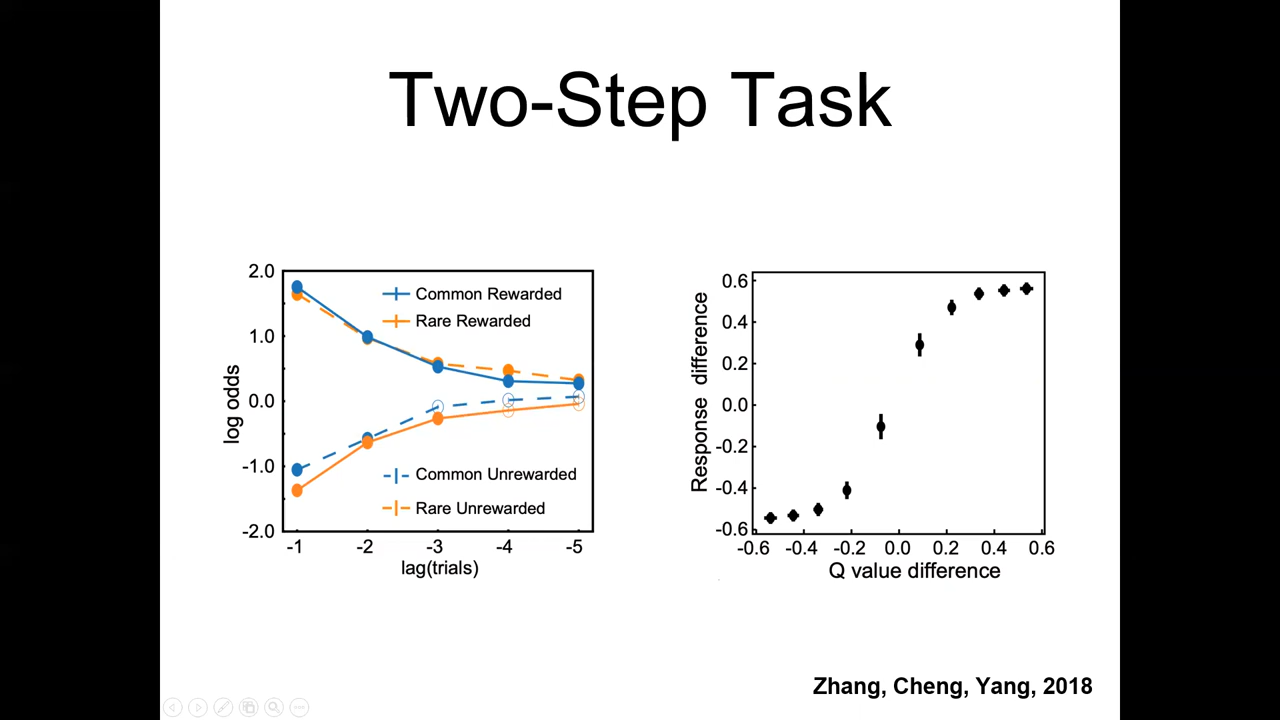 Two-Step Task
2.0
1.0
0.0
-1.0
-2.0
log odds
Common Rewarded
Rare Rewarded
Common Unrewarded
Rare Unrewarded
-1 -2 -3 -4 -5
lag(trials)
0.6
0.4
0.2
0.0
-0.2
-0.4
-0.6
Response difference
-0.6 -0.4 -0.2 0.0 0.2 0.4 0.6
Q value difference
Zhang, Cheng, Yang, 2018